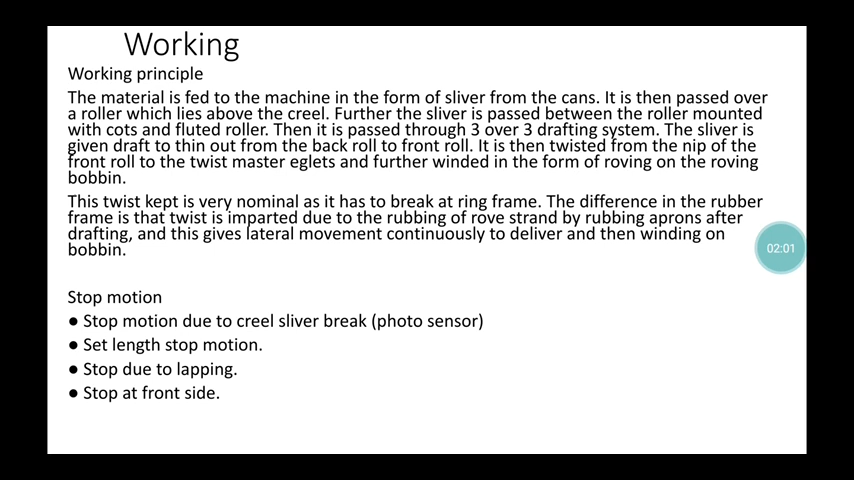 Working
Working principle
The material is fed to the machine in the form of sliver from the cans. It is then passed over
a roller which lies above the creel. Further the sliver is passed between the roller mounted
with cots and fluted roller. Then it is passed through 3 over 3 drafting system. The sliver is
given draft to thin out from the back roll to front roll. It is then twisted from the nip of the
front roll to the twist master eglets and further winded in the form of roving on the roving
bobbin.
This twist kept is very nominal as it has to break at ring frame. The difference in the rubber
frame is that twist is imparted due to the rubbing of rove strand by rubbing aprons after
drafting, and this gives lateral movement continuously to deliver and then winding on
bobbin.
02:01
Stop motion
● Stop motion due to creel sliver break (photo sensor)
● Set length stop motion.
● Stop due to lapping.
● Stop at front side.